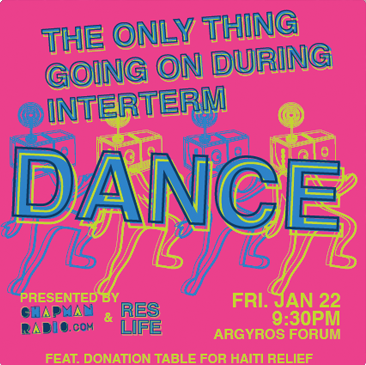 THE ONLY THING
GOING ON DURING
INTERTERM
DANCE
PRESENTED BY
CHAPMAN
RADIO.COM
& RES
LIFE
FRI. JAN 22
9:30PM
ARGYROS FORUM
FEAT. DONATION TABLE FOR HAITI RELIEF